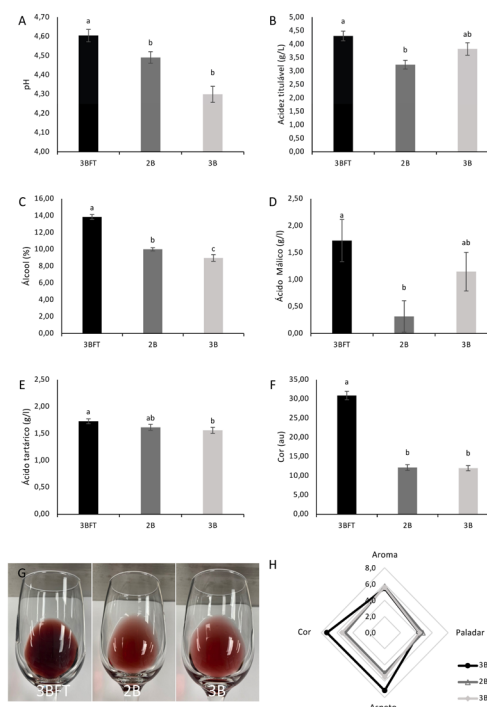 A
4,70
4,60
4,50
4,40
4,30
4,20
4,10
4,00
pH
a
b
b
3BFT
2B
3B
B
5,00
4,50
4,00
3,50
3,00
2,50
2,00
1,50
1,00
0,50
0,00
Acidez titulável (g/L)
a
b
ab
3BFT
2B
3B
C
16,00
14,00
12,00
10,00
8,00
6,00
4,00
2,00
0,00
Álcool (%)
a
b
c
3BFT
2B
3B
D
2,50
2,00
1,50
1,00
0,50
0,00
Ácido Málico (g/l)
a
b
ab
3BFT
2B
3B
E
2,50
2,00
1,50
1,00
0,50
0,00
Ácido tartárico (g/l)
a
ab
b
3BFT
2B
3B
F
35,00
30,00
25,00
20,00
15,00
10,00
5,00
0,00
Cor (au)
a
b
b
3BFT
2B
3B
G
3BFT
2B
3B
H
Aroma
8,0
6,0
4,0
2,0
0,0
Cor
Paladar
3B
2B
3B